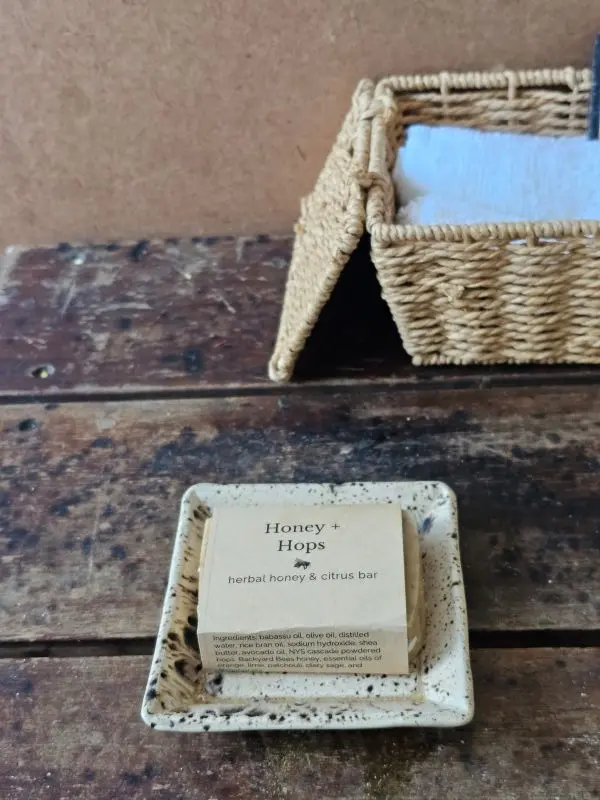 Honey +
Hops
herbal honey & citrus bar
Ingredients: babassu oil, olive oil, distilled
water, rice bran oil, sodium hydroxide, shea
butter, avocado oil, NYS cascade powdered
hops, Backyard Bees honey, essential oils of
orange, lime, patchouli, clary sage, and